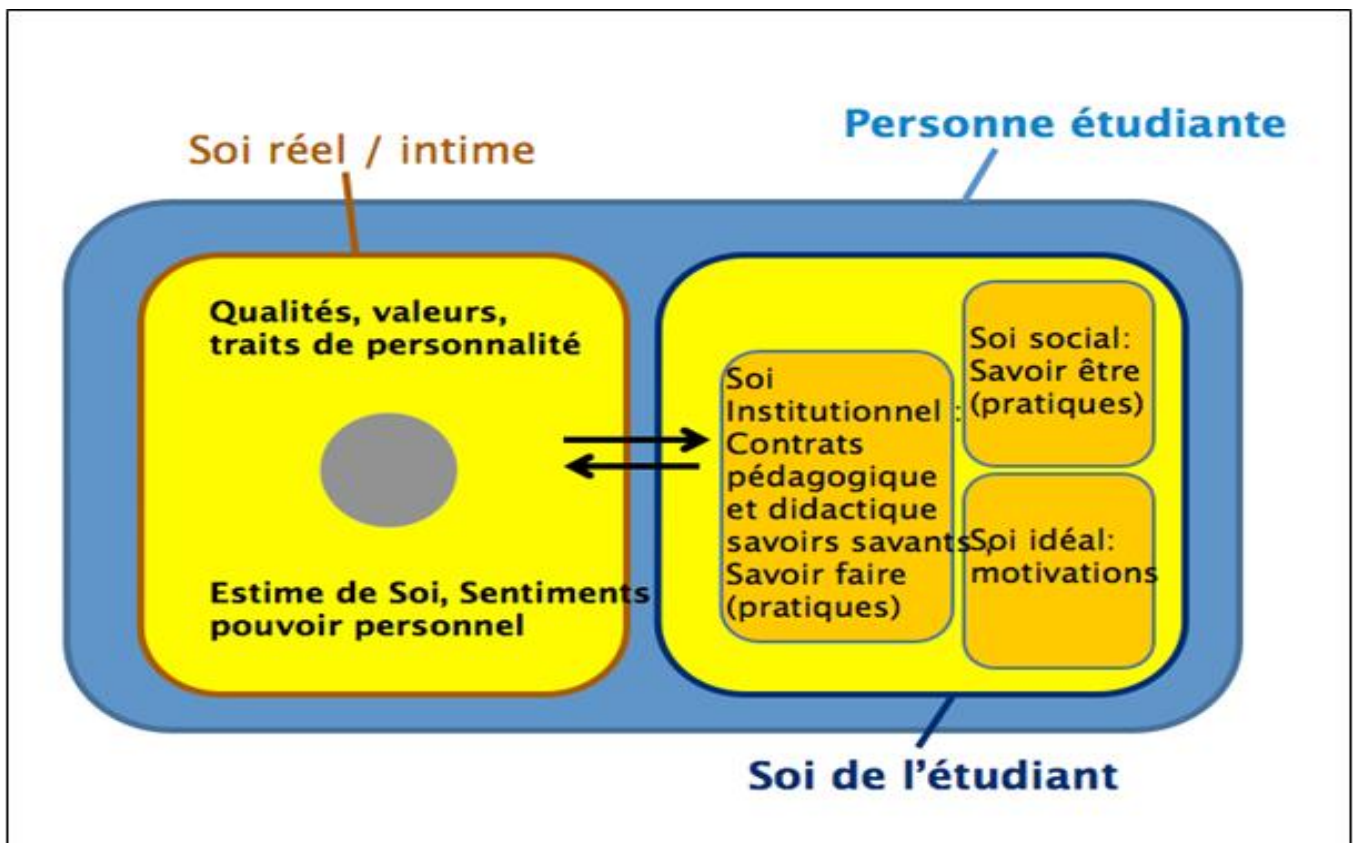 Personne étudiante
Soi réel / intime
Qualités, valeurs,
traits de personnalité
Estime de Soi, Sentiments
pouvoir personnel
Soi
Institutionnel :
Contrats
pédagogique
et didactique
savoirs savants,
Savoir faire
(pratiques)
Soi social:
Savoir être
(pratiques)
Soi idéal:
motivations
Soi de l'étudiant